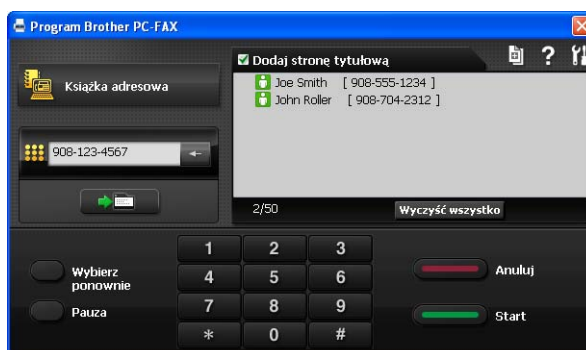 Program Brother PC-FAX
Książka adresowa
908-123-4567
Dodaj stronę tytułową
Joe Smith [ 908-555-1234 ]
John Roller [ 908-704-2312 ]
2/50 Wyczyść wszystko
Wybierz
ponownie
Pauza
1 2 3
4 5 6
7 8 9
* 0 #
Anuluj
Start